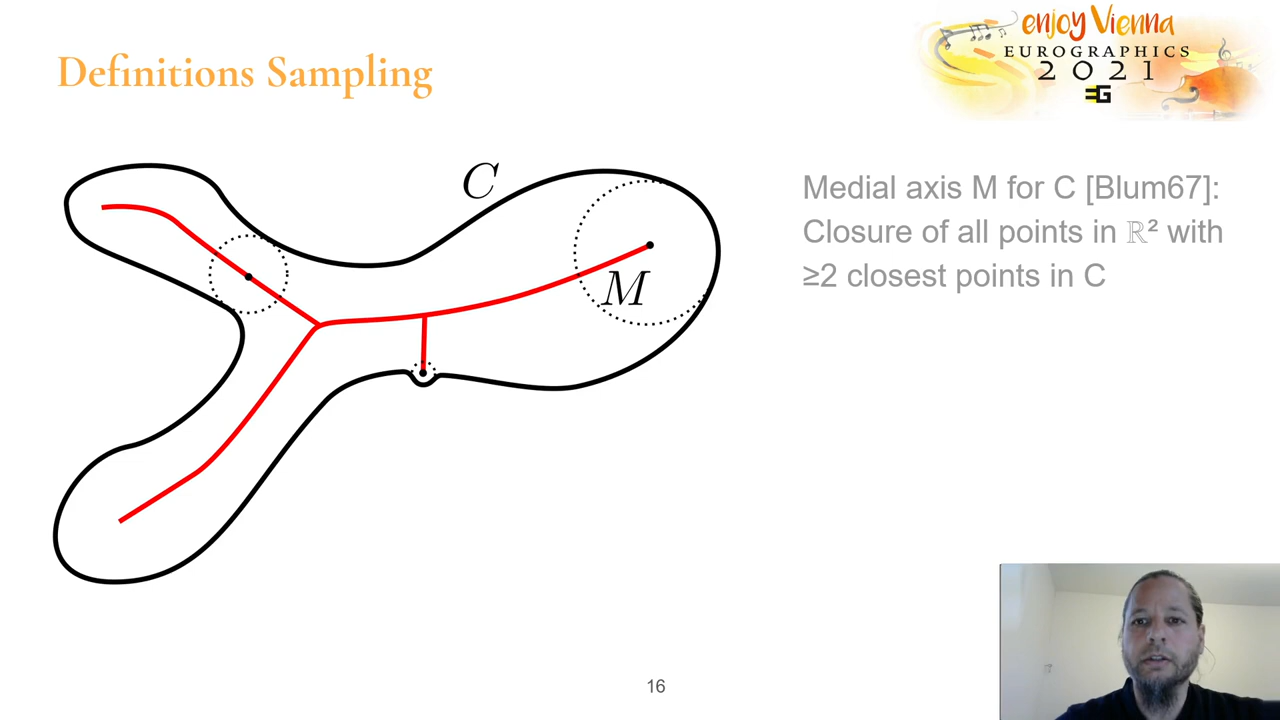 enjoy Vienna
EUROGRAPHICS
2021
EG
Definitions Sampling
C
M
Medial axis M for C [Blum67]:
Closure of all points in ℝ² with
≥2 closest points in C
16